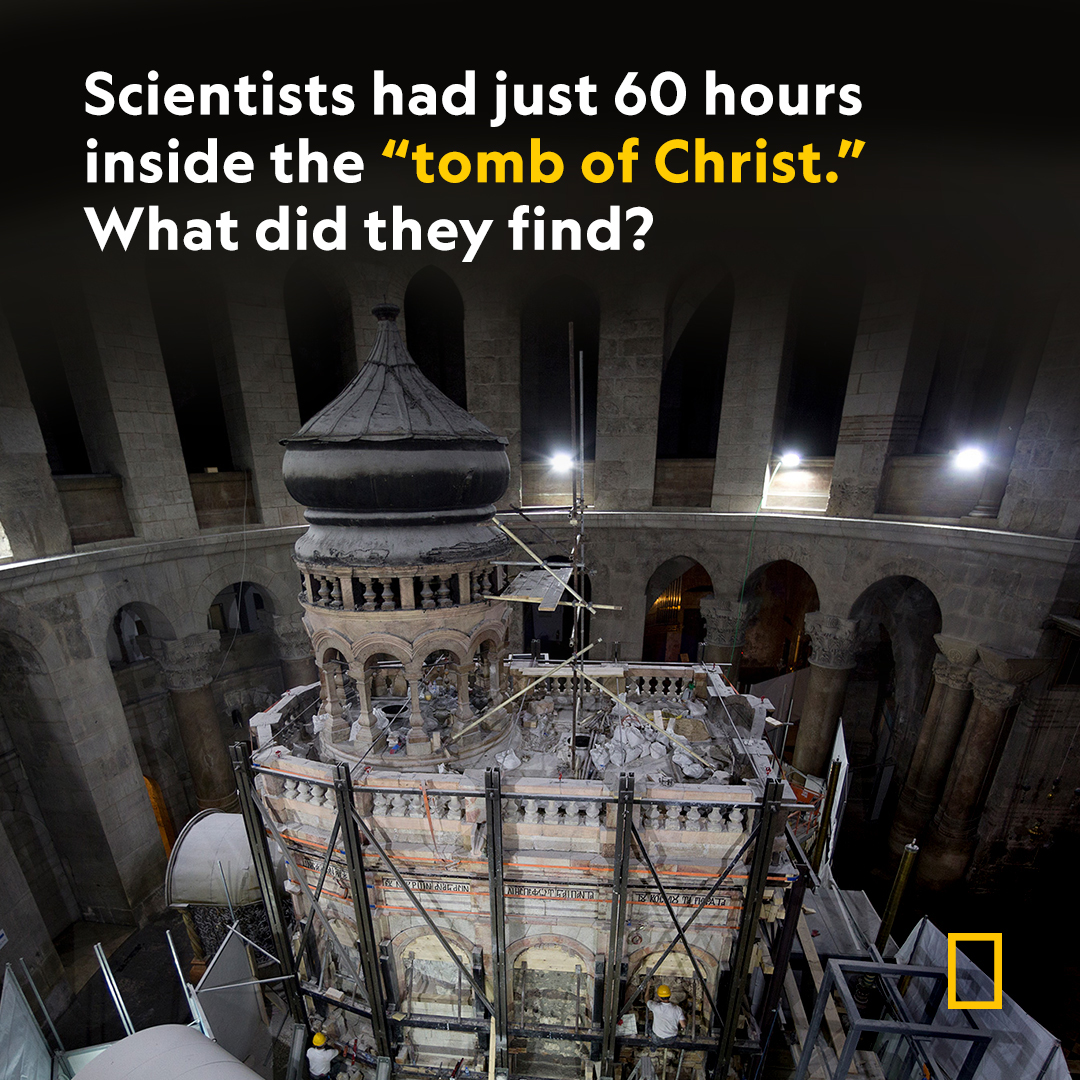 Scientists had just 60 hours
inside the “tomb of Christ.”
What did they find?